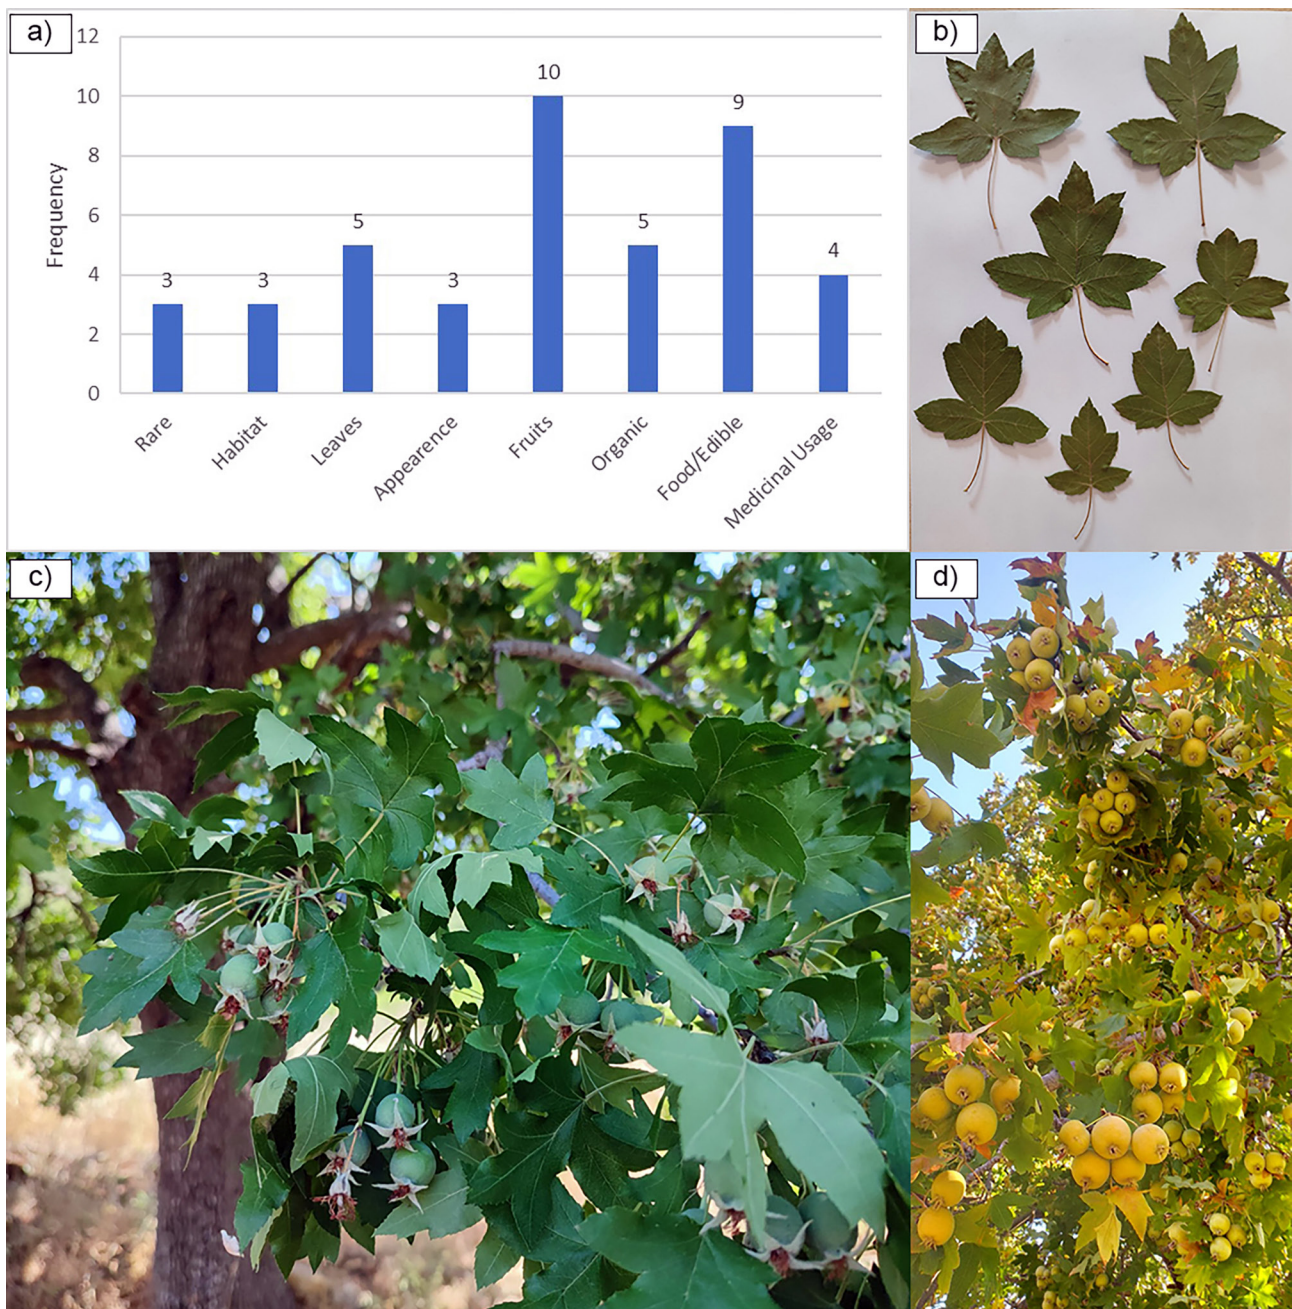 a)
12
10
8
6
4
2
0
Frequency
3
3
5
3
10
5
9
4
Rare
Habitat
Leaves
Appearence
Fruits
Organic
Food/Edible
Medicinal Usage
b)
c)
d)